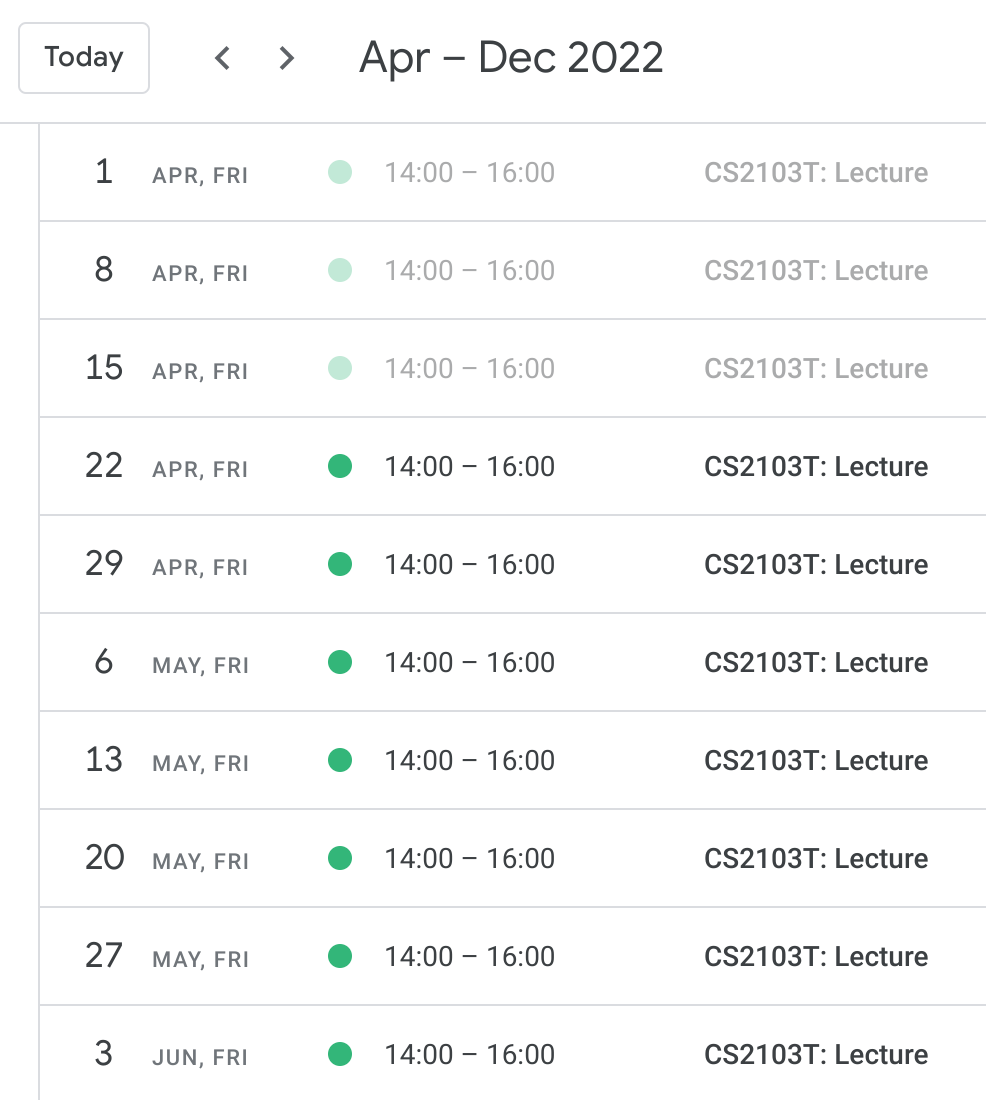 Today Apr – Dec 2022
1 APR, FRI 14:00 – 16:00 CS2103T: Lecture
8 APR, FRI 14:00 – 16:00 CS2103T: Lecture
15 APR, FRI 14:00 – 16:00 CS2103T: Lecture
22 APR, FRI 14:00 – 16:00 CS2103T: Lecture
29 APR, FRI 14:00 – 16:00 CS2103T: Lecture
6 MAY, FRI 14:00 – 16:00 CS2103T: Lecture
13 MAY, FRI 14:00 – 16:00 CS2103T: Lecture
20 MAY, FRI 14:00 – 16:00 CS2103T: Lecture
27 MAY, FRI 14:00 – 16:00 CS2103T: Lecture
3 JUN, FRI 14:00 – 16:00 CS2103T: Lecture